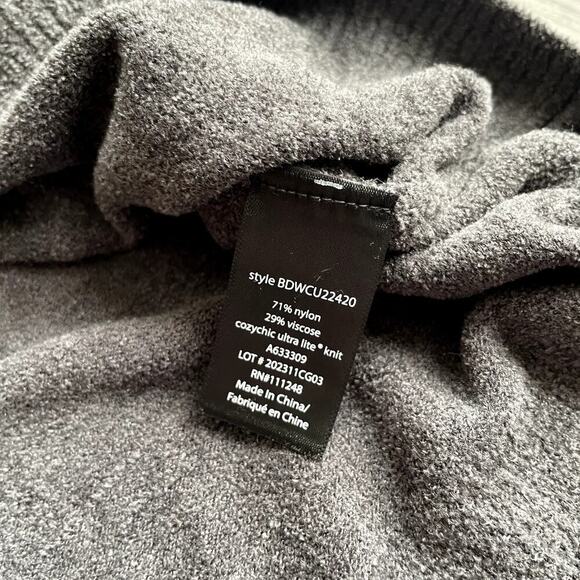 style BDWCU22420
71% nylon
29% viscose
cozychic ultra lite® knit
A633309
LOT # 202311CG03
RN#111248
Made In China/
Fabriqué en Chine